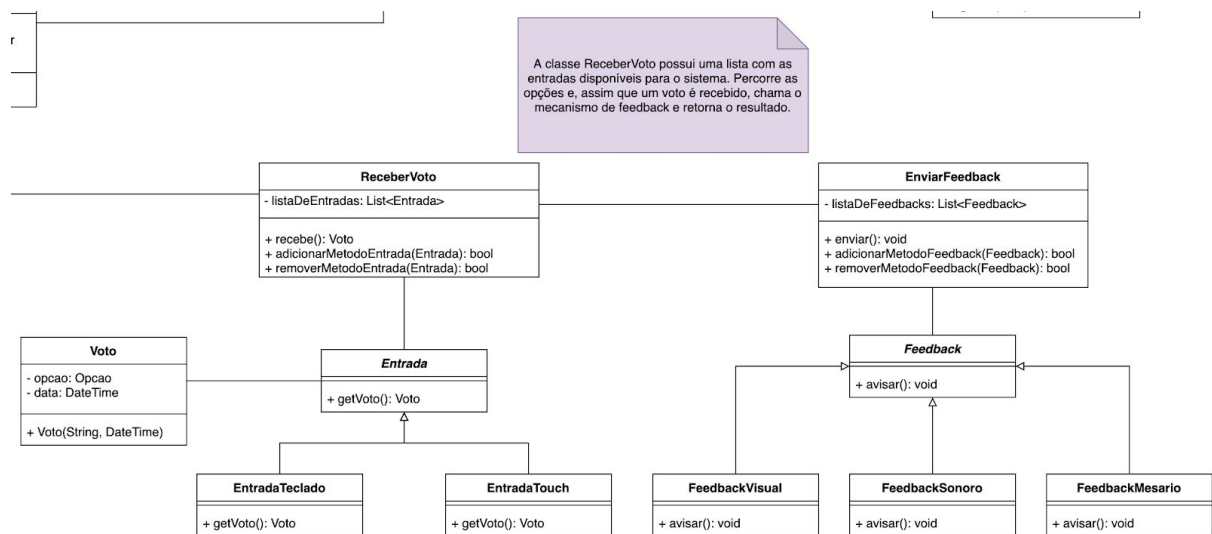 r
A classe ReceberVoto possui uma lista com as
entradas disponíveis para o sistema. Percorre as
opções e, assim que um voto é recebido, chama o
mecanismo de feedback e retorna o resultado.
ReceberVoto
- listaDeEntradas: List<Entrada>
+ recebe(): Voto
+ adicionarMetodoEntrada(Entrada): bool
+ removerMetodoEntrada(Entrada): bool
EnviarFeedback
- listaDeFeedbacks: List<Feedback>
+ enviar(): void
+ adicionarMetodoFeedback(Feedback): bool
+ removerMetodoFeedback(Feedback): bool
Voto
- opcao: Opcao
- data: DateTime
+ Voto(String, DateTime)
Entrada
+ getVoto(): Voto
Feedback
+ avisar(): void
EntradaTeclado
+ getVoto(): Voto
EntradaTouch
+ getVoto(): Voto
FeedbackVisual
+ avisar(): void
FeedbackSonoro
+ avisar(): void
FeedbackMesario
+ avisar(): void